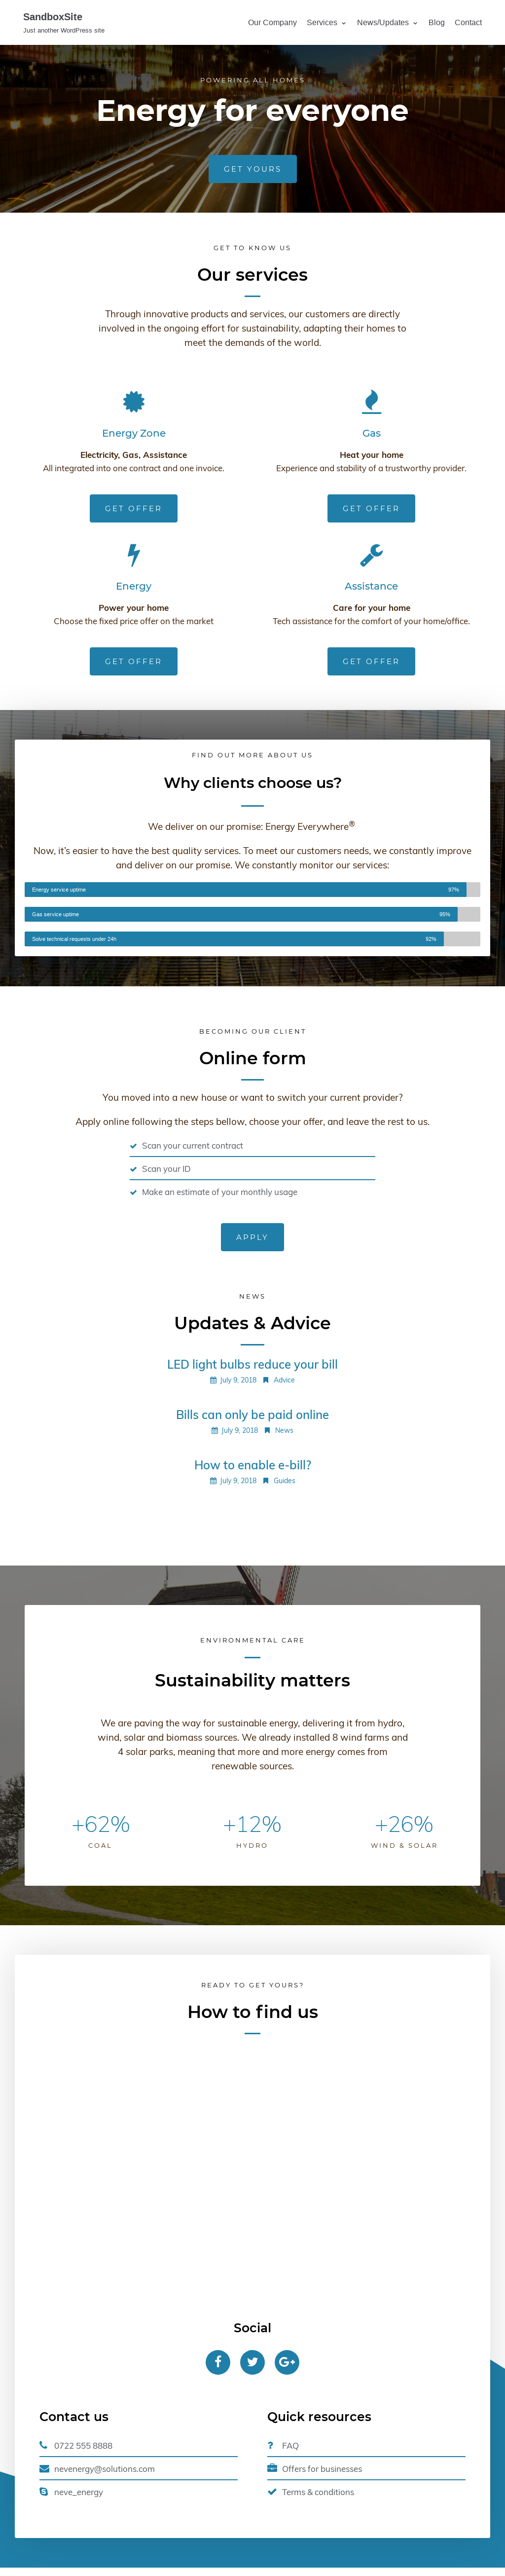 SandboxSite
Just another WordPress site
Our Company Services News/Updates Blog Contact
POWERING ALL HOMES
Energy for everyone
GET YOURS
GET TO KNOW US
Our services
Through innovative products and services, our customers are directly
involved in the ongoing effort for sustainability, adapting their homes to
meet the demands of the world.
Energy Zone
Electricity, Gas, Assistance
All integrated into one contract and one invoice.
GET OFFER
Gas
Heat your home
Experience and stability of a trustworthy provider.
GET OFFER
Energy
Power your home
Choose the fixed price offer on the market
GET OFFER
Assistance
Care for your home
Tech assistance for the comfort of your home/office.
GET OFFER
FIND OUT MORE ABOUT US
Why clients choose us?
We deliver on our promise: Energy Everywhere®
Now, it's easier to have the best quality services. To meet our customers needs, we constantly improve
and deliver on our promise. We constantly monitor our services:
Energy service uptime 97%
Gas service uptime 95%
Solve technical requests under 24h 92%
BECOMING OUR CLIENT
Online form
You moved into a new house or want to switch your current provider?
Apply online following the steps bellow, choose your offer, and leave the rest to us.
Scan your current contract
Scan your ID
Make an estimate of your monthly usage
APPLY
NEWS
Updates & Advice
LED light bulbs reduce your bill
July 9, 2018 Advice
Bills can only be paid online
July 9, 2018 News
How to enable e-bill?
July 9, 2018 Guides
ENVIRONMENTAL CARE
Sustainability matters
We are paving the way for sustainable energy, delivering it from hydro,
wind, solar and biomass sources. We already installed 8 wind farms and
4 solar parks, meaning that more and more energy comes from
renewable sources.
+62%
COAL
+12%
HYDRO
+26%
WIND & SOLAR
READY TO GET YOURS?
How to find us
Social
Contact us
0722 555 8888
nevenergy@solutions.com
neve_energy
Quick resources
FAQ
Offers for businesses
Terms & conditions